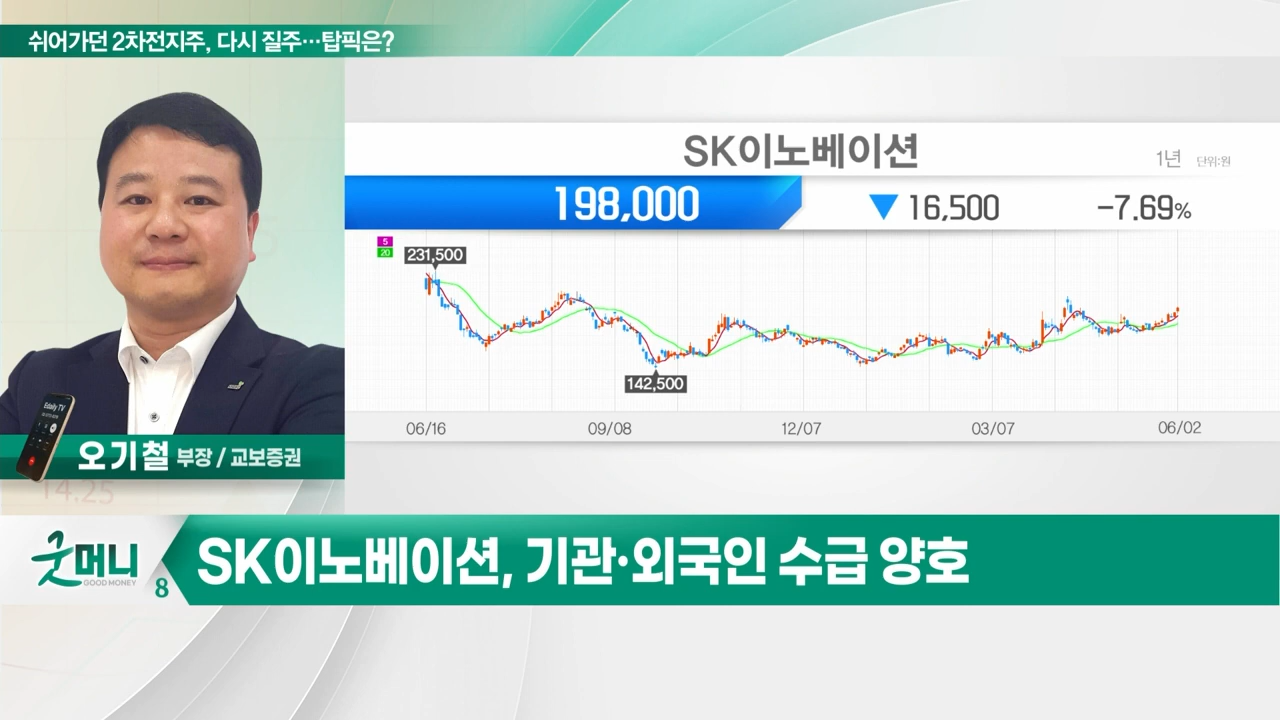 쉬어가던 2차전지주, 다시 질주…탑픽은?
SK이노베이션
1년 단위:원
198,000 ▼ 16,500 -7.69%
5
20
231,500
142,500
06/16 09/08 12/07 03/07 06/02
Edaily TV
오기철 부장 / 교보증권
14.25
굿머니
GOOD MONEY
8
SK이노베이션, 기관·외국인 수급 양호